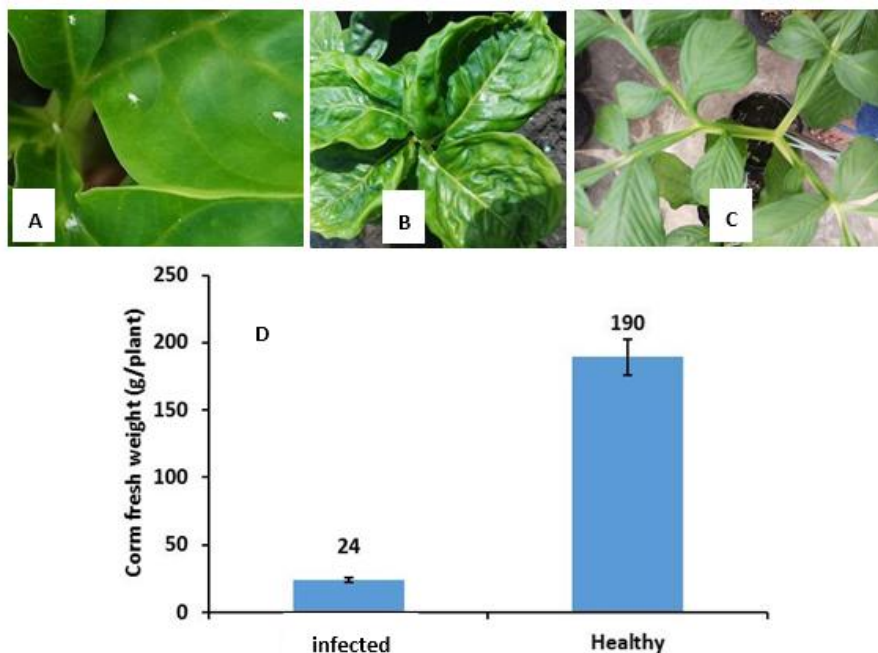 A
B
C
D
Corm fresh weight (g/plant)
250
200
150
100
50
0
24
190
infected
Healthy